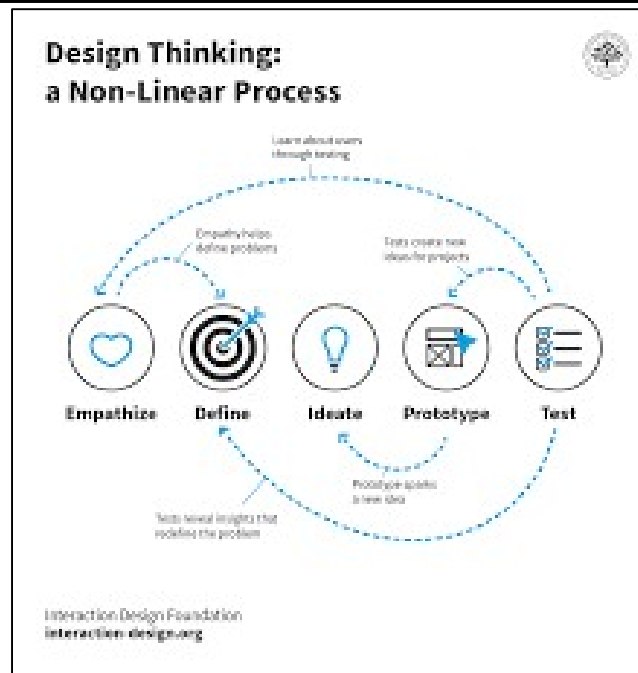 Design Thinking:
a Non-Linear Process
Learn about users
through testing
Empathy helps
define problems
Tests create new
ideas for projects
Empathize
Define
Ideate
Prototype
Test
Prototype sparks
a new idea
Tests reveal insights that
redefine the problem
Interaction Design Foundation
interaction-design.org